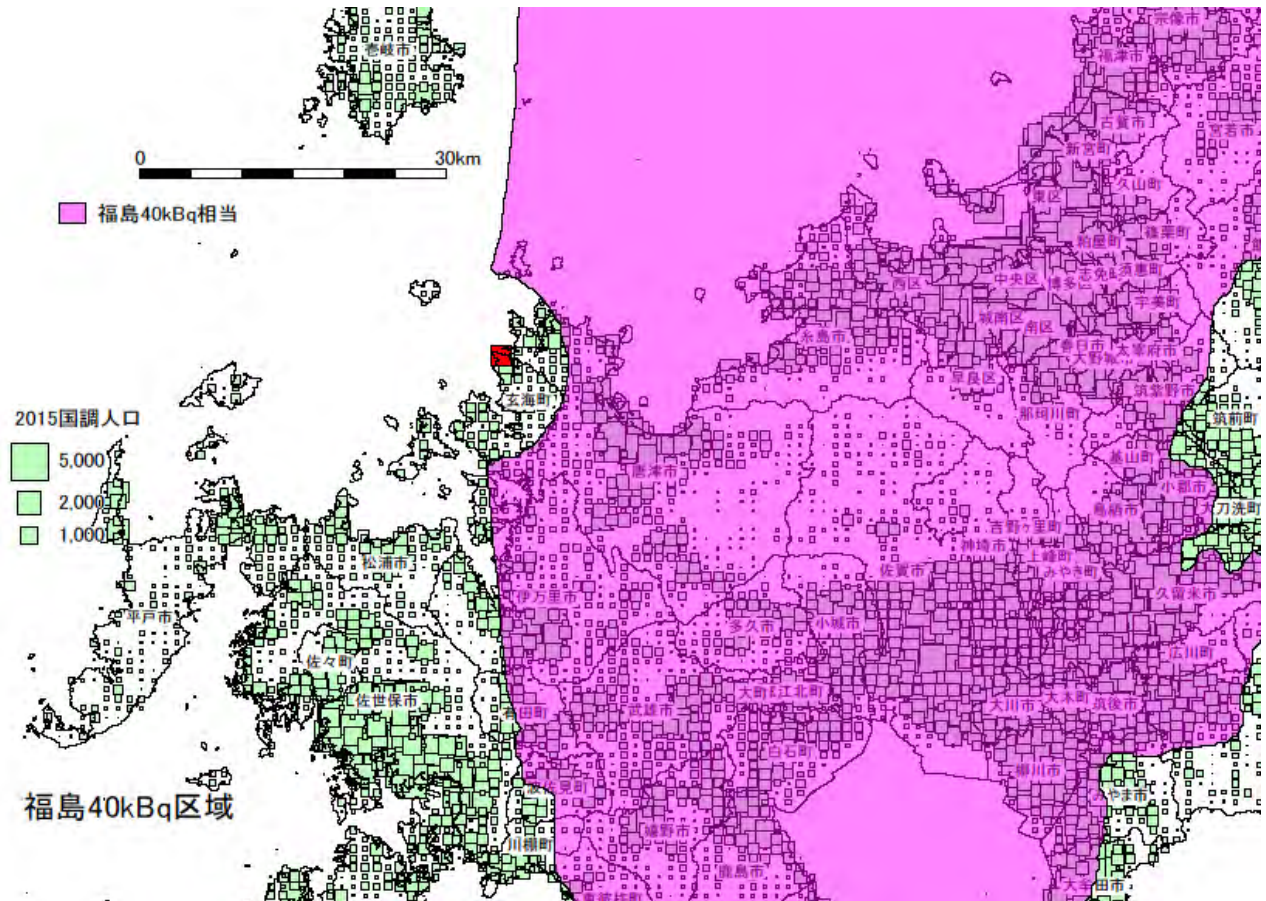 宗像市
福津市
壱岐市
古賀市
宮若市
0 30km
新宮町
久山町
東区
福島40kBq相当
篠栗町
粕屋町
西区
中央区
博多区
志免町
須恵町
宇美町
城南区
南区
糸島市
春日市
大野城
太宰府市
早良区
筑紫野市
玄海町
那珂川町
2015国調人口
筑前町
5,000
基山町
唐津市
小郡市
2,000
鳥栖市
大刀洗町
1,000
吉野ヶ里町
神埼市
上峰町
松浦市
佐賀市
みやき町
伊万里市
久留米市
平戸市
多久市
小城市
広川町
佐々町
大町
江北町
佐世保市
大木町
有田町
武雄市
大川市
筑後市
白石町
柳川市
波佐見町
みやま市
福島40kBq区域
嬉野市
川棚町
鹿島市
大牟田市
東彼杵町